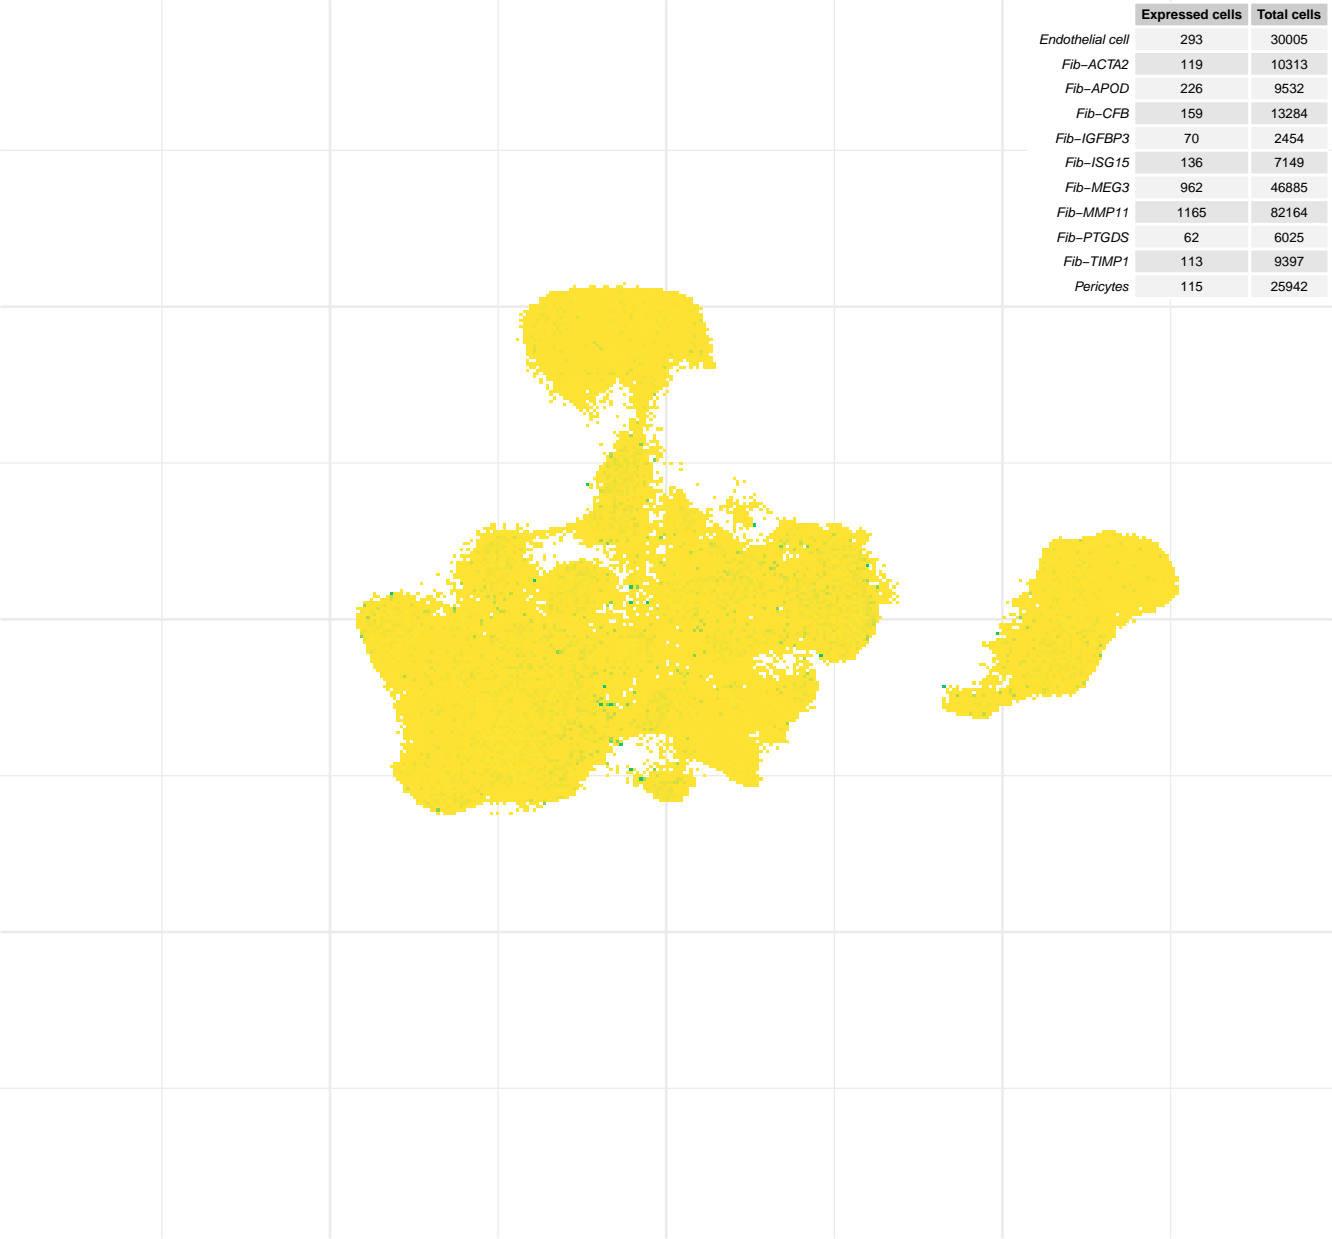 Expressed cells Total cells
Endothelial cell 293 30005
Fib−ACTA2 119 10313
Fib−APOD 226 9532
Fib−CFB 159 13284
Fib−IGFBP3 70 2454
Fib−ISG15 136 7149
Fib−MEG3 962 46885
Fib−MMP11 1165 82164
Fib−PTGDS 62 6025
Fib−TIMP1 113 9397
Pericytes 115 25942